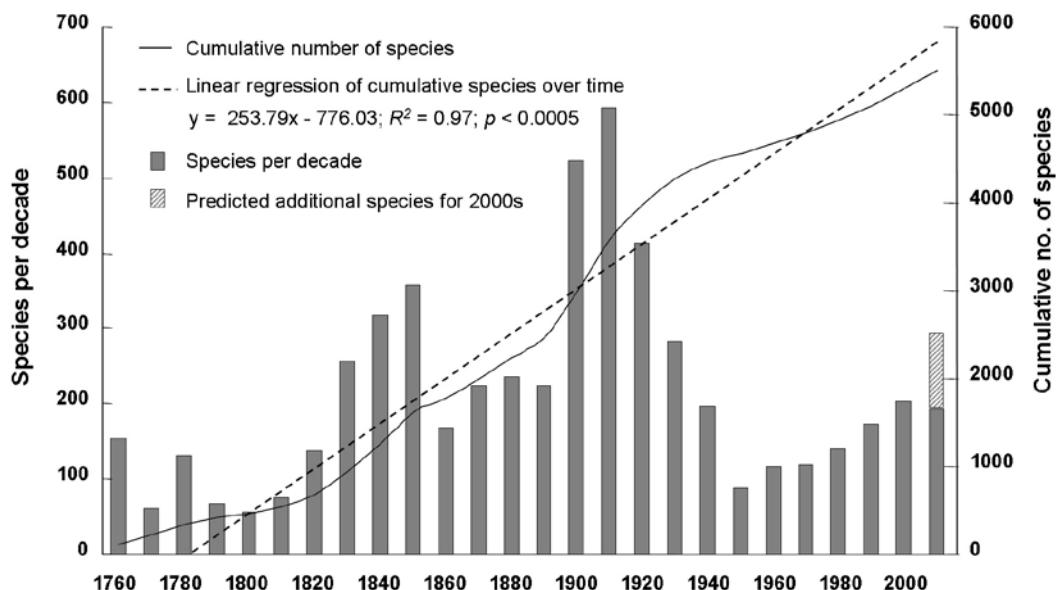 700
600
500
400
300
200
100
0
Species per decade
Cumulative number of species
Linear regression of cumulative species over time
y = 253.79x - 776.03; R² = 0.97; p < 0.0005
Species per decade
Predicted additional species for 2000s
6000
5000
4000
3000
2000
1000
0
Cumulative no. of species
1760 1780 1800 1820 1840 1860 1880 1900 1920 1940 1960 1980 2000